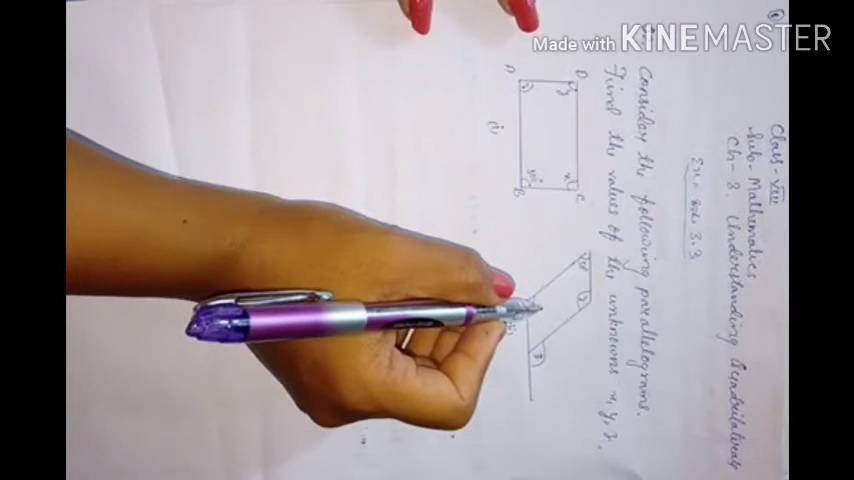 Made with KINEMASTER
Class - VIII
Sub - Mathematics
Ch - 3. Understanding Quadrilaterals
3.3
Consider the following parallelograms.
Find the values of the unknowns x, y, z.
D
C
y
x
z
A
B
(i)